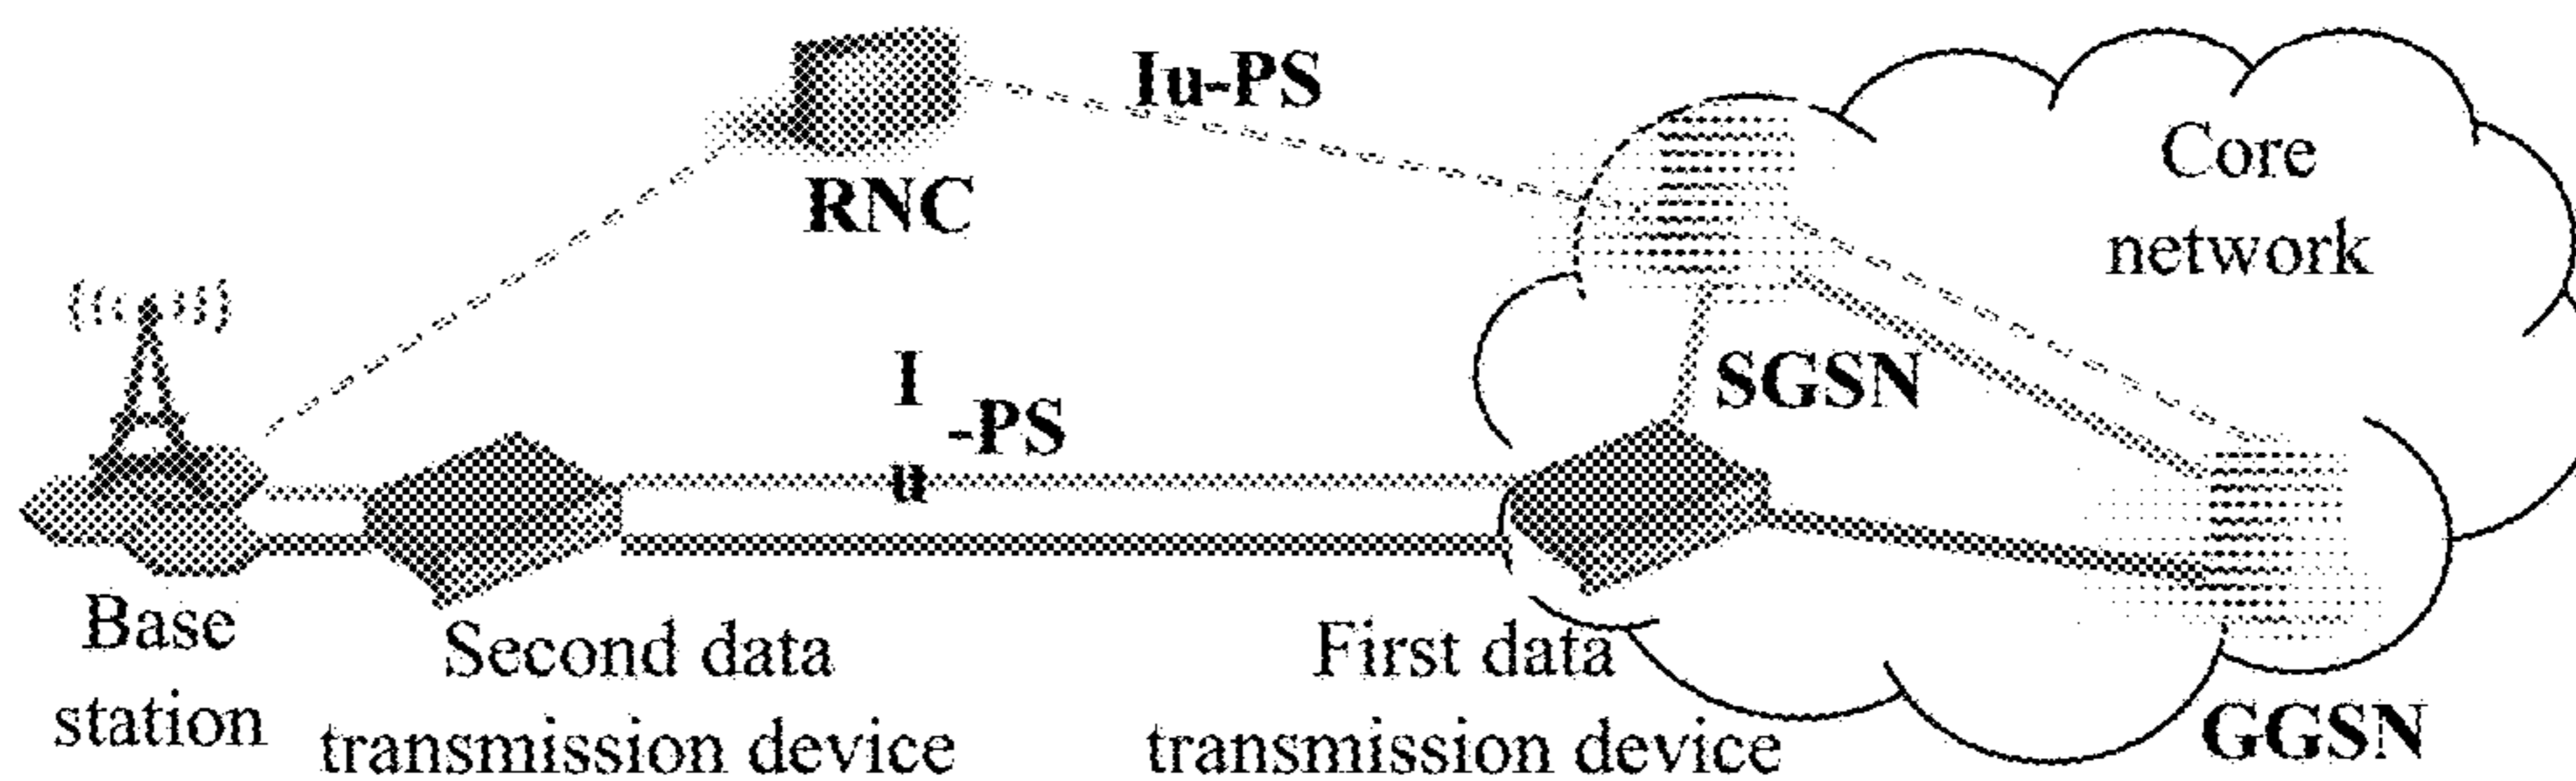 Iu-PS
Core
network
RNC
I
u
-PS
SGSN
Base
station
Second data
transmission device
First data
transmission device
GGSN